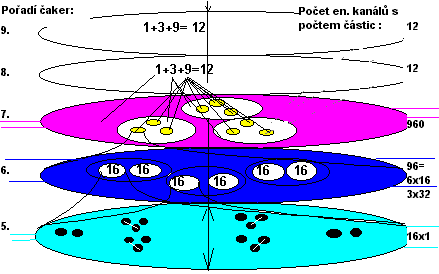 Pořadí čaker:
Počet en. kanálů s
počtem částic :
9.
1+3+9= 12
12
8.
1+3+9=12
12
7.
960
6.
16 16 16 16 16 16
96=
6x16
3x32
5.
16x1